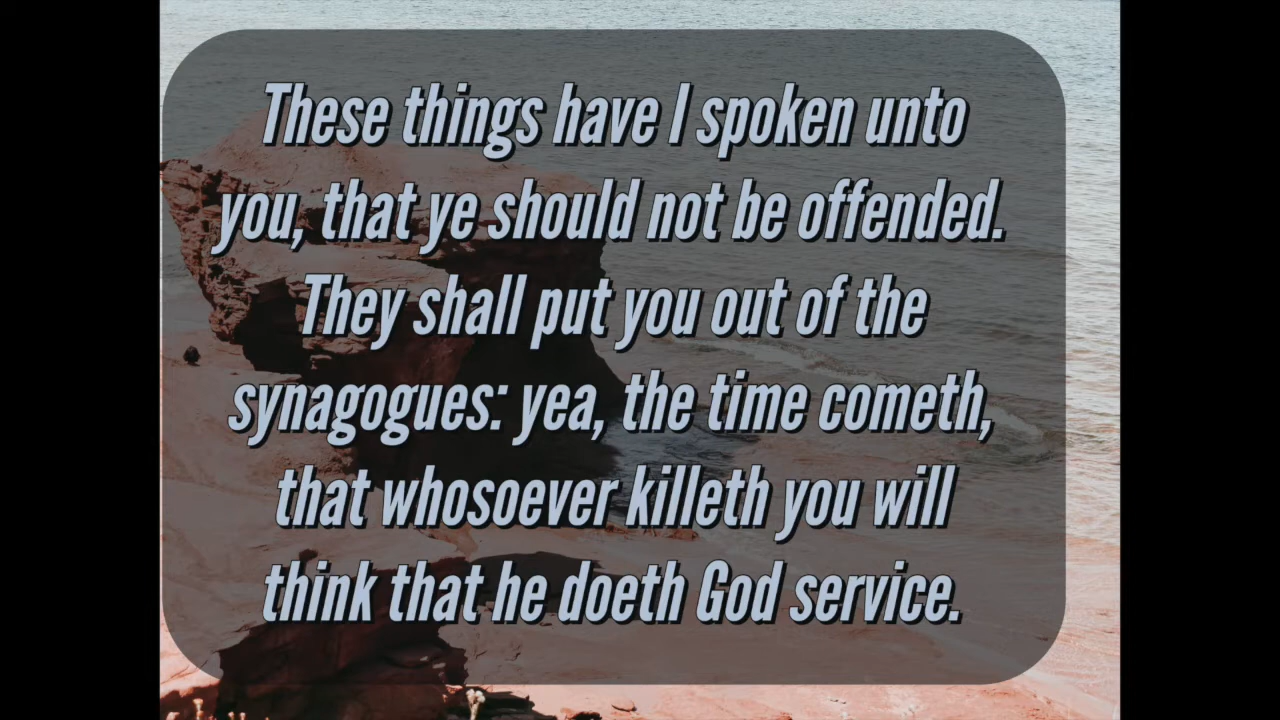 These things have I spoken unto
you, that ye should not be offended.
They shall put you out of the
synagogues: yea, the time cometh,
that whosoever killeth you will
think that he doeth God service.